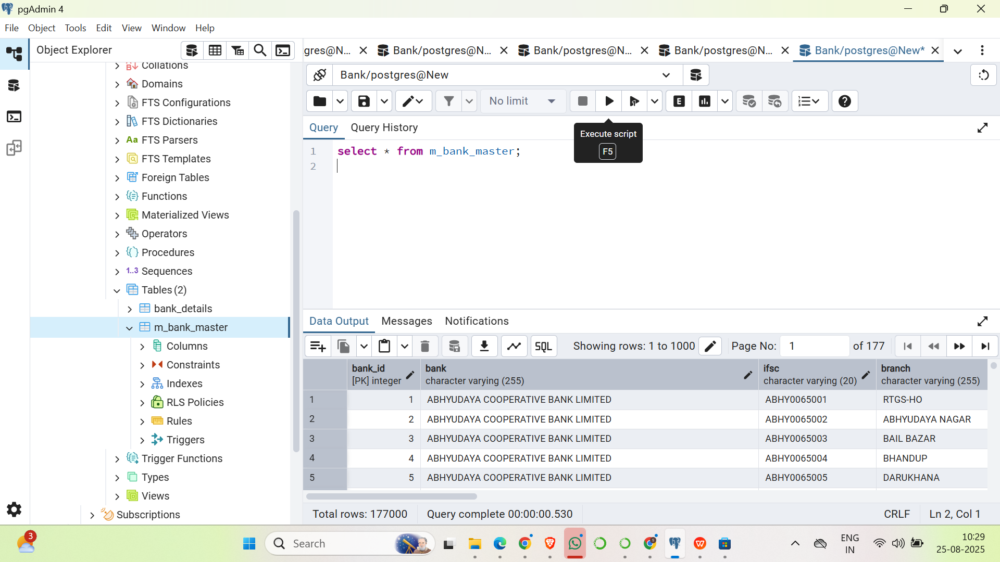 pgAdmin 4
File Object Tools Edit View Window Help
Object Explorer
gres@N...
Bank/postgres@N...
Bank/postgres@N...
Bank/postgres@N...
Bank/postgres@New*
Collations
Domains
FTS Configurations
FTS Dictionaries
Aa FTS Parsers
FTS Templates
Foreign Tables
Functions
Materialized Views
Operators
Procedures
1..3 Sequences
Tables (2)
bank_details
m_bank_master
Columns
Constraints
Indexes
RLS Policies
Rules
Triggers
Trigger Functions
Types
Views
Subscriptions
Bank/postgres@New
No limit
E
Query Query History
Execute script
F5
1 select * from m_bank_master;
2
Data Output Messages Notifications
SQL Showing rows: 1 to 1000 Page No: 1 of 177
bank_id
[PK] integer
bank
character varying (255)
ifsc
character varying (20)
branch
character varying (255)
1 1 ABHYUDAYA COOPERATIVE BANK LIMITED ABHY0065001 RTGS-HO
2 2 ABHYUDAYA COOPERATIVE BANK LIMITED ABHY0065002 ABHYUDAYA NAGAR
3 3 ABHYUDAYA COOPERATIVE BANK LIMITED ABHY0065003 BAIL BAZAR
4 4 ABHYUDAYA COOPERATIVE BANK LIMITED ABHY0065004 BHANDUP
5 5 ABHYUDAYA COOPERATIVE BANK LIMITED ABHY0065005 DARUKHANA
Total rows: 177000 Query complete 00:00:00.530 CRLF Ln 2, Col 1
3
Search
ENG
IN
10:29
25-08-2025